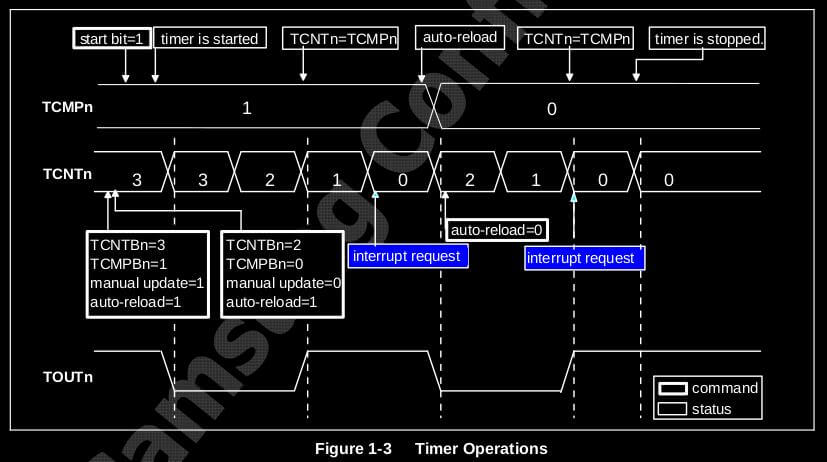 start bit=1
timer is started
TCNTn=TCMPn
auto-reload
TCNTn=TCMPn
timer is stopped.
TCMPn
1
0
TCNTn
3
3
2
1
0
2
1
0
0
auto-reload=0
TCNTBn=3
TCMPBn=1
manual update=1
auto-reload=1
TCNTBn=2
TCMPBn=0
manual update=0
auto-reload=1
interrupt request
interrupt request
TOUTn
command
status
Figure 1-3 Timer Operations